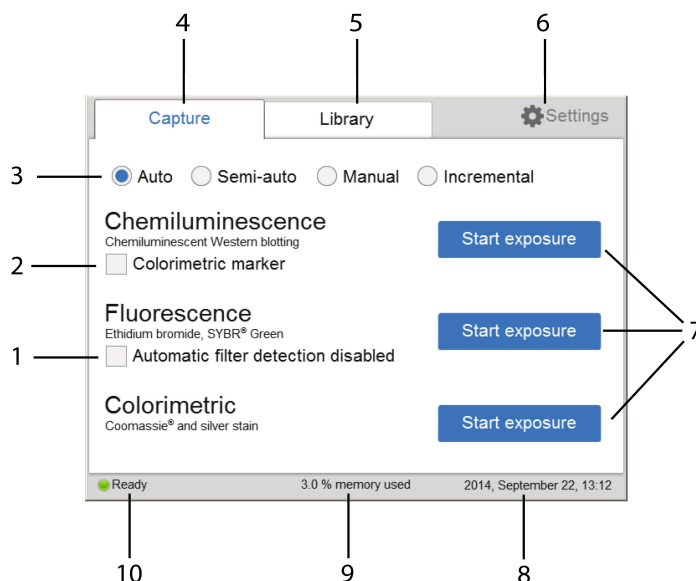 4 5 6
Capture Library Settings
3 Auto Semi-auto Manual Incremental
Chemiluminescence
Chemiluminescent Western blotting
Start exposure
2 Colorimetric marker
Fluorescence
Ethidium bromide, SYBR® Green
Start exposure 7
1 Automatic filter detection disabled
Colorimetric
Coomassie® and silver stain
Start exposure
Ready 3.0 % memory used 2014, September 22, 13:12
10 9 8